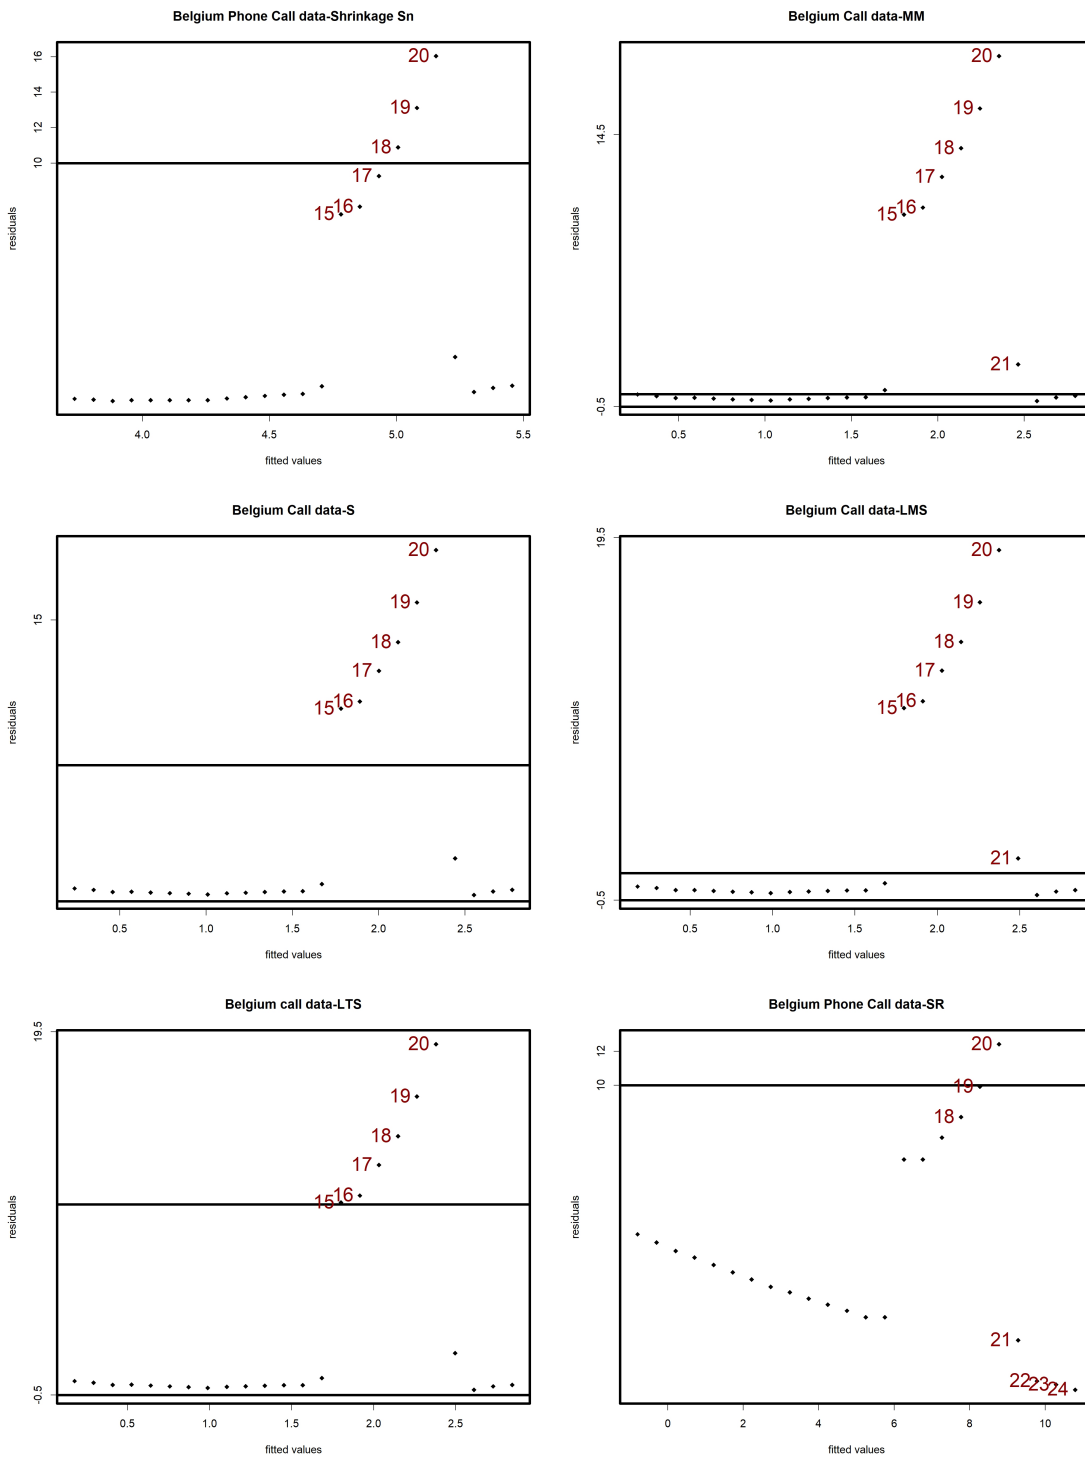 Belgium Phone Call data-Shrinkage Sn
16
14
12
10
residuals
20
19
18
17
16
15
4.0 4.5 5.0 5.5
fitted values
Belgium Call data-MM
14.5
-0.5
residuals
20
19
18
17
16
15
21
0.5 1.0 1.5 2.0 2.5
fitted values
Belgium Call data-S
15
residuals
20
19
18
17
16
15
0.5 1.0 1.5 2.0 2.5
fitted values
Belgium Call data-LMS
19.5
-0.5
residuals
20
19
18
17
16
15
21
0.5 1.0 1.5 2.0 2.5
fitted values
Belgium call data-LTS
19.5
-0.5
residuals
20
19
18
17
16
15
0.5 1.0 1.5 2.0 2.5
fitted values
Belgium Phone Call data-SR
12
10
residuals
20
19
18
21
22
23
24
0 2 4 6 8 10
fitted values